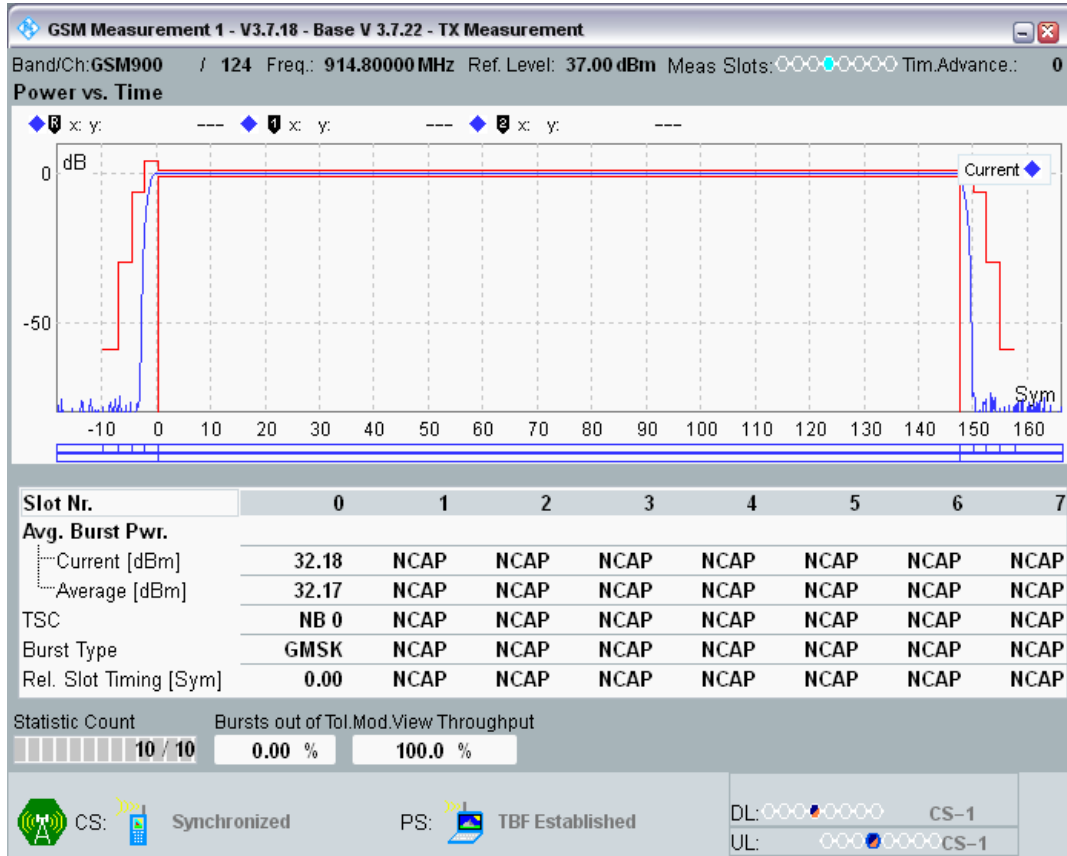 GSM Measurement 1 - V3.7.18 - Base V 3.7.22 - TX Measurement
Band/Ch:GSM900 / 124 Freq.: 914.80000 MHz Ref. Level: 37.00 dBm Meas Slots: Tim.Advance.: 0
Power vs. Time
R x: y: --- 1 x: y: --- 2 x: y: ---
dB
0
Current
-50
Sym
-10 0 10 20 30 40 50 60 70 80 90 100 110 120 130 140 150 160
Slot Nr. 0 1 2 3 4 5 6 7
Avg. Burst Pwr.
Current [dBm] 32.18 NCAP NCAP NCAP NCAP NCAP NCAP NCAP
Average [dBm] 32.17 NCAP NCAP NCAP NCAP NCAP NCAP NCAP
TSC NB 0 NCAP NCAP NCAP NCAP NCAP NCAP NCAP
Burst Type GMSK NCAP NCAP NCAP NCAP NCAP NCAP NCAP
Rel. Slot Timing [Sym] 0.00 NCAP NCAP NCAP NCAP NCAP NCAP NCAP
Statistic Count Bursts out of Tol. Mod.View Throughput
10 / 10 0.00 % 100.0 %
CS: Synchronized PS: TBF Established
DL: CS-1
UL: CS-1